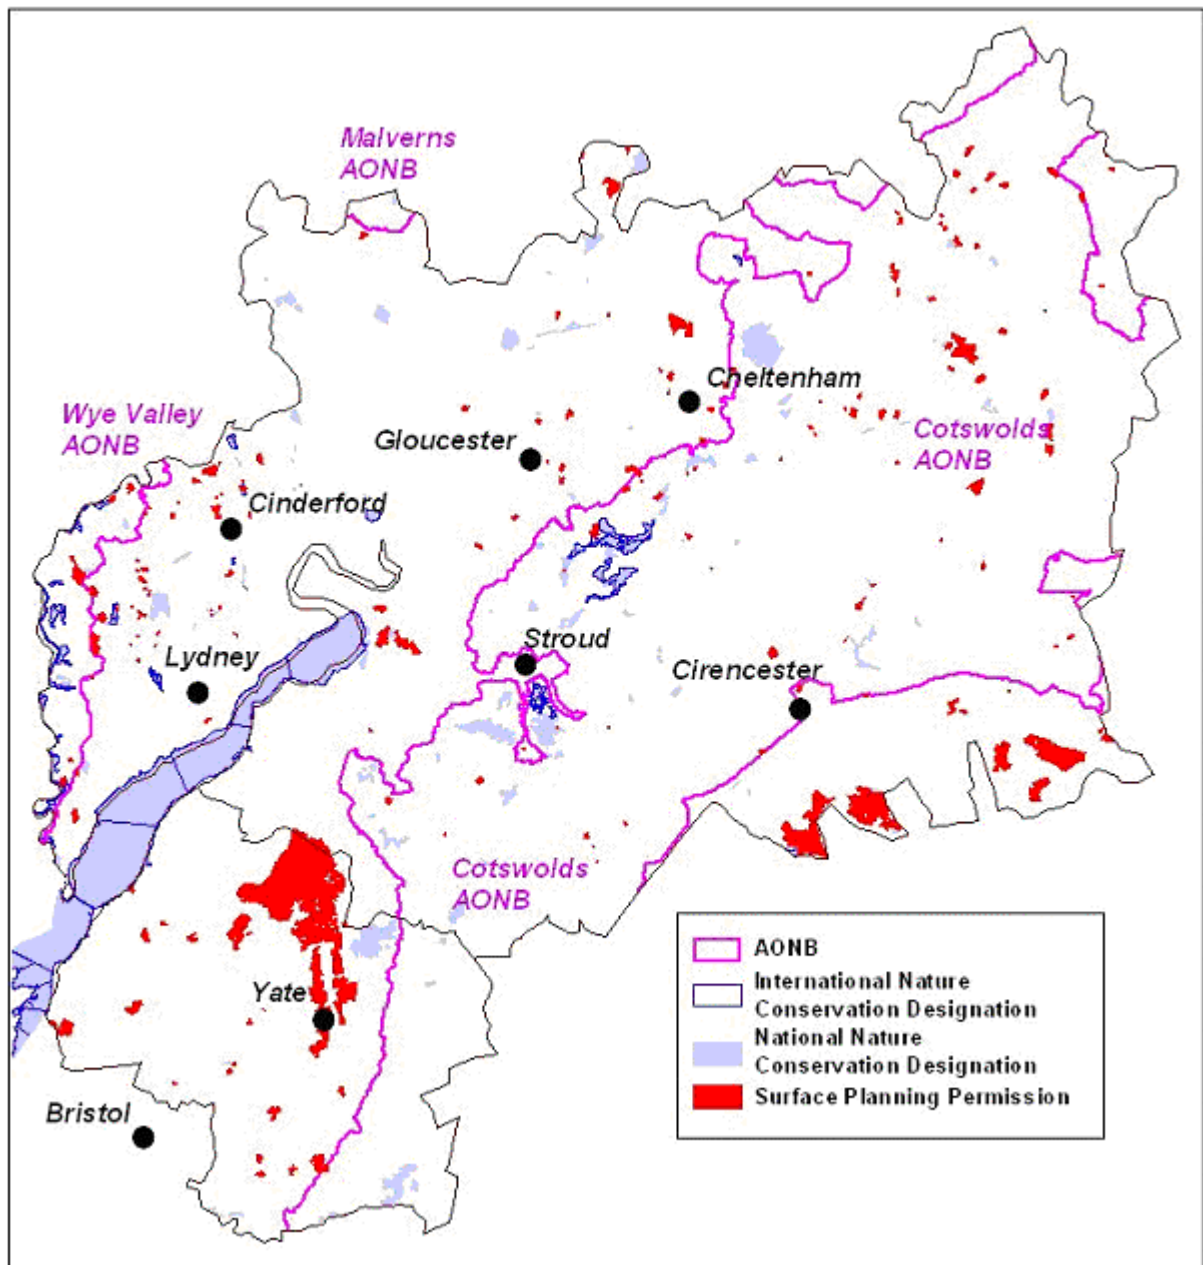 Malverns
AONB
Wye Valley
AONB
Cheltenham
Gloucester
Cotswolds
AONB
Cinderford
Stroud
Lydney
Cirencester
Cotswolds
AONB
Yate
Bristol
AONB
International Nature
Conservation Designation
National Nature
Conservation Designation
Surface Planning Permission